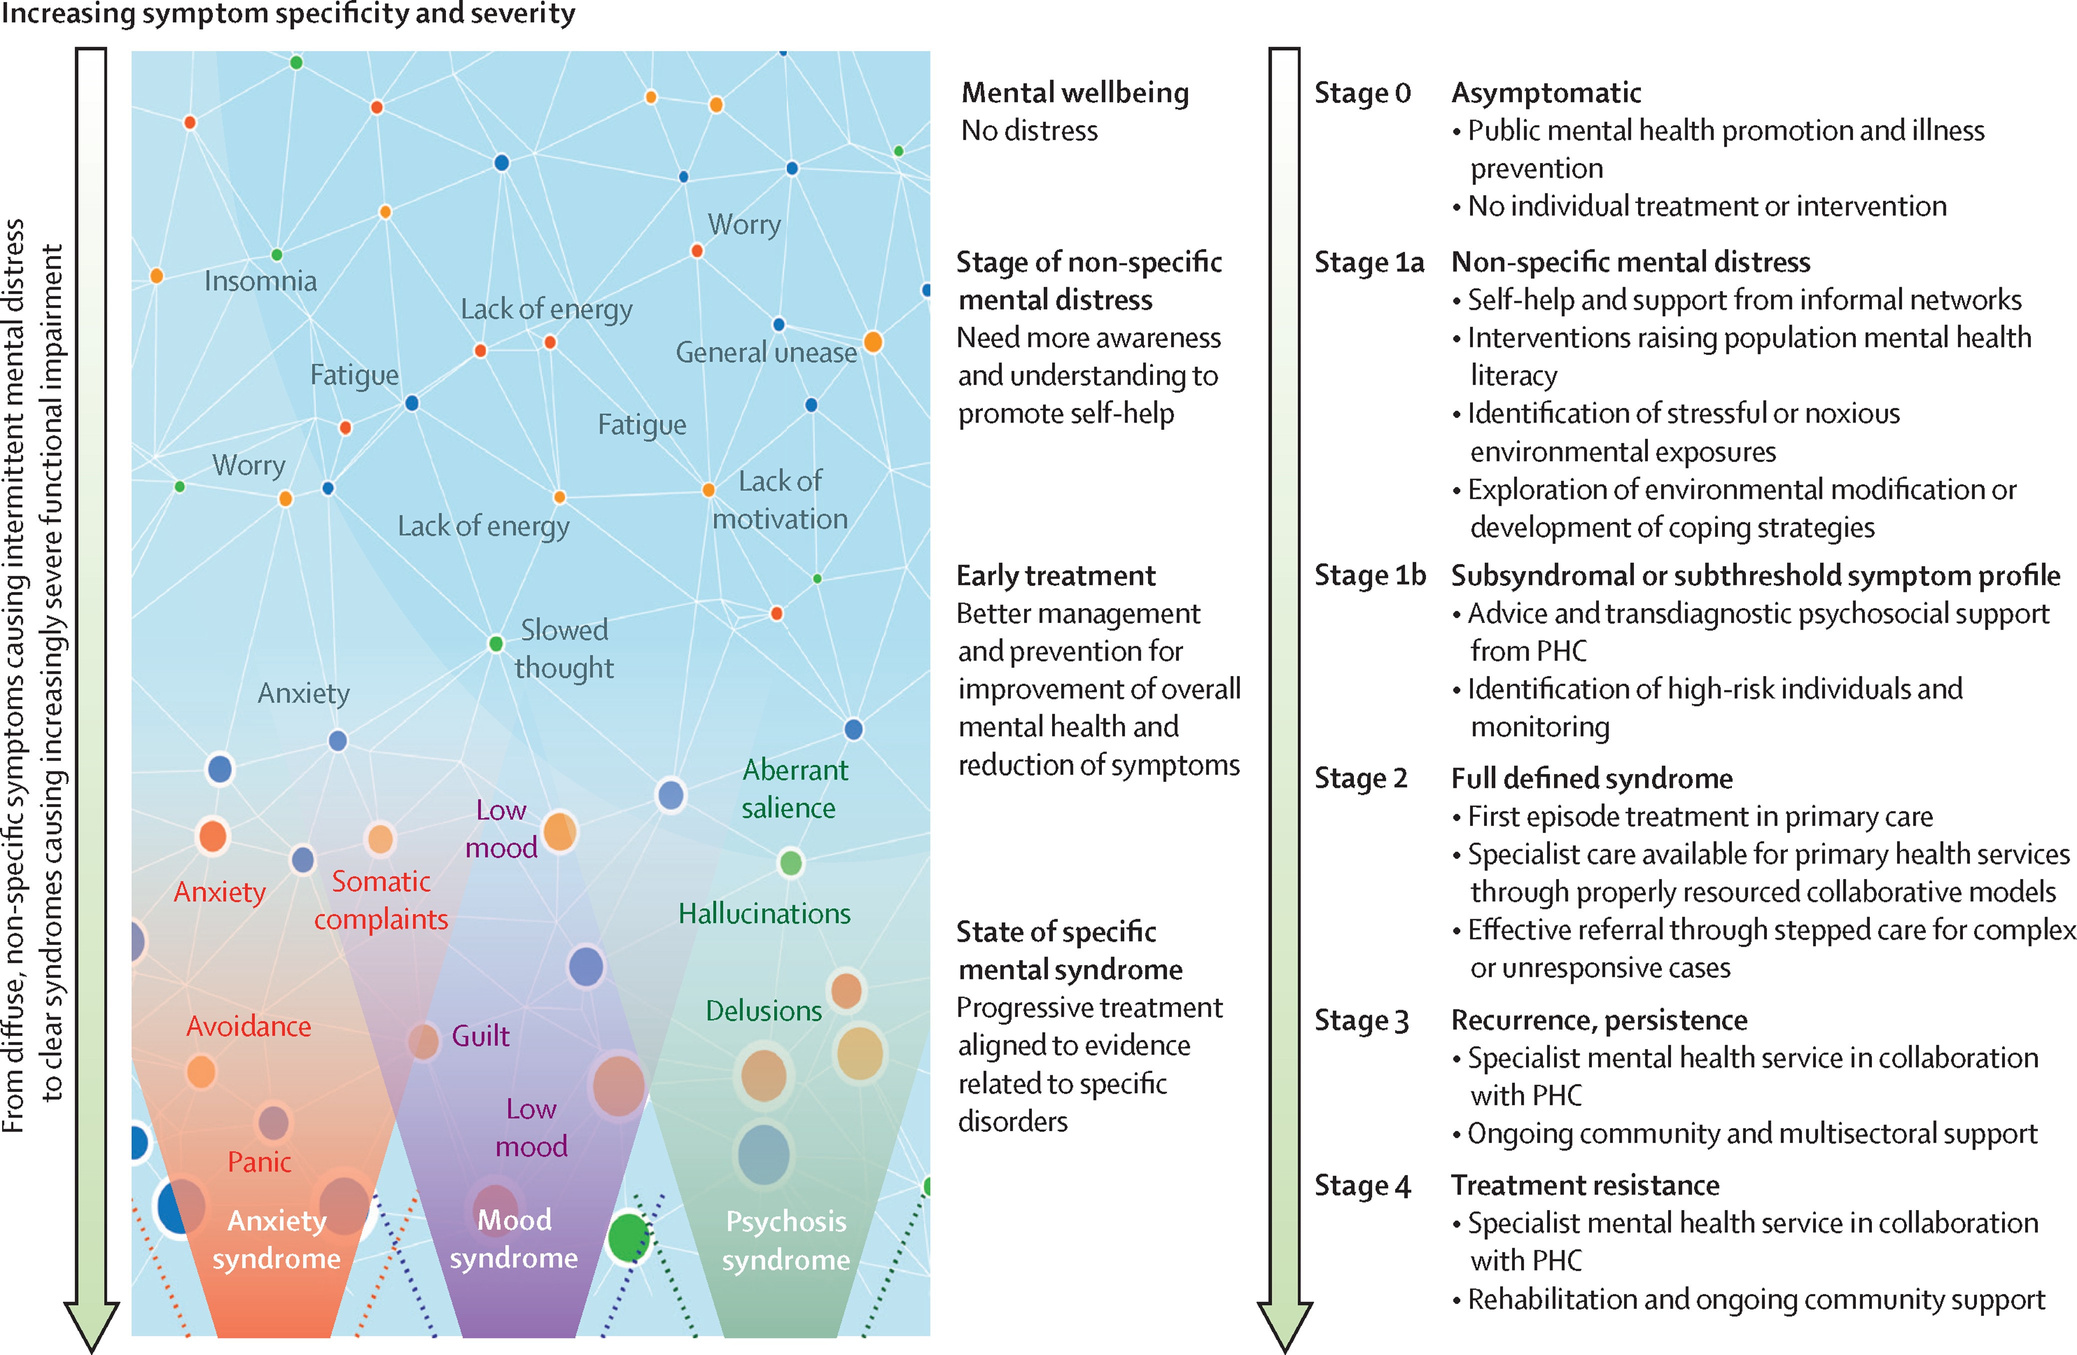 Increasing symptom specificity and severity
From diffuse, non-specific symptoms causing intermittent mental distress
to clear syndromes causing increasingly severe functional impairment
Worry
Insomnia
Lack of energy
General unease
Fatigue
Fatigue
Worry
Lack of
motivation
Lack of energy
Slowed
thought
Anxiety
Aberrant
salience
Low
mood
Anxiety
Somatic
complaints
Hallucinations
Avoidance
Guilt
Delusions
Low
mood
Panic
Anxiety
syndrome
Mood
syndrome
Psychosis
syndrome
Mental wellbeing
No distress
Stage of non-specific
mental distress
Need more awareness
and understanding to
promote self-help
Early treatment
Better management
and prevention for
improvement of overall
mental health and
reduction of symptoms
State of specific
mental syndrome
Progressive treatment
aligned to evidence
related to specific
disorders
Stage 0 Asymptomatic
• Public mental health promotion and illness
prevention
• No individual treatment or intervention
Stage 1a Non-specific mental distress
• Self-help and support from informal networks
• Interventions raising population mental health
literacy
• Identification of stressful or noxious
environmental exposures
• Exploration of environmental modification or
development of coping strategies
Stage 1b Subsyndromal or subthreshold symptom profile
• Advice and transdiagnostic psychosocial support
from PHC
• Identification of high-risk individuals and
monitoring
Stage 2 Full defined syndrome
• First episode treatment in primary care
• Specialist care available for primary health services
through properly resourced collaborative models
• Effective referral through stepped care for complex
or unresponsive cases
Stage 3 Recurrence, persistence
• Specialist mental health service in collaboration
with PHC
• Ongoing community and multisectoral support
Stage 4 Treatment resistance
• Specialist mental health service in collaboration
with PHC
• Rehabilitation and ongoing community support